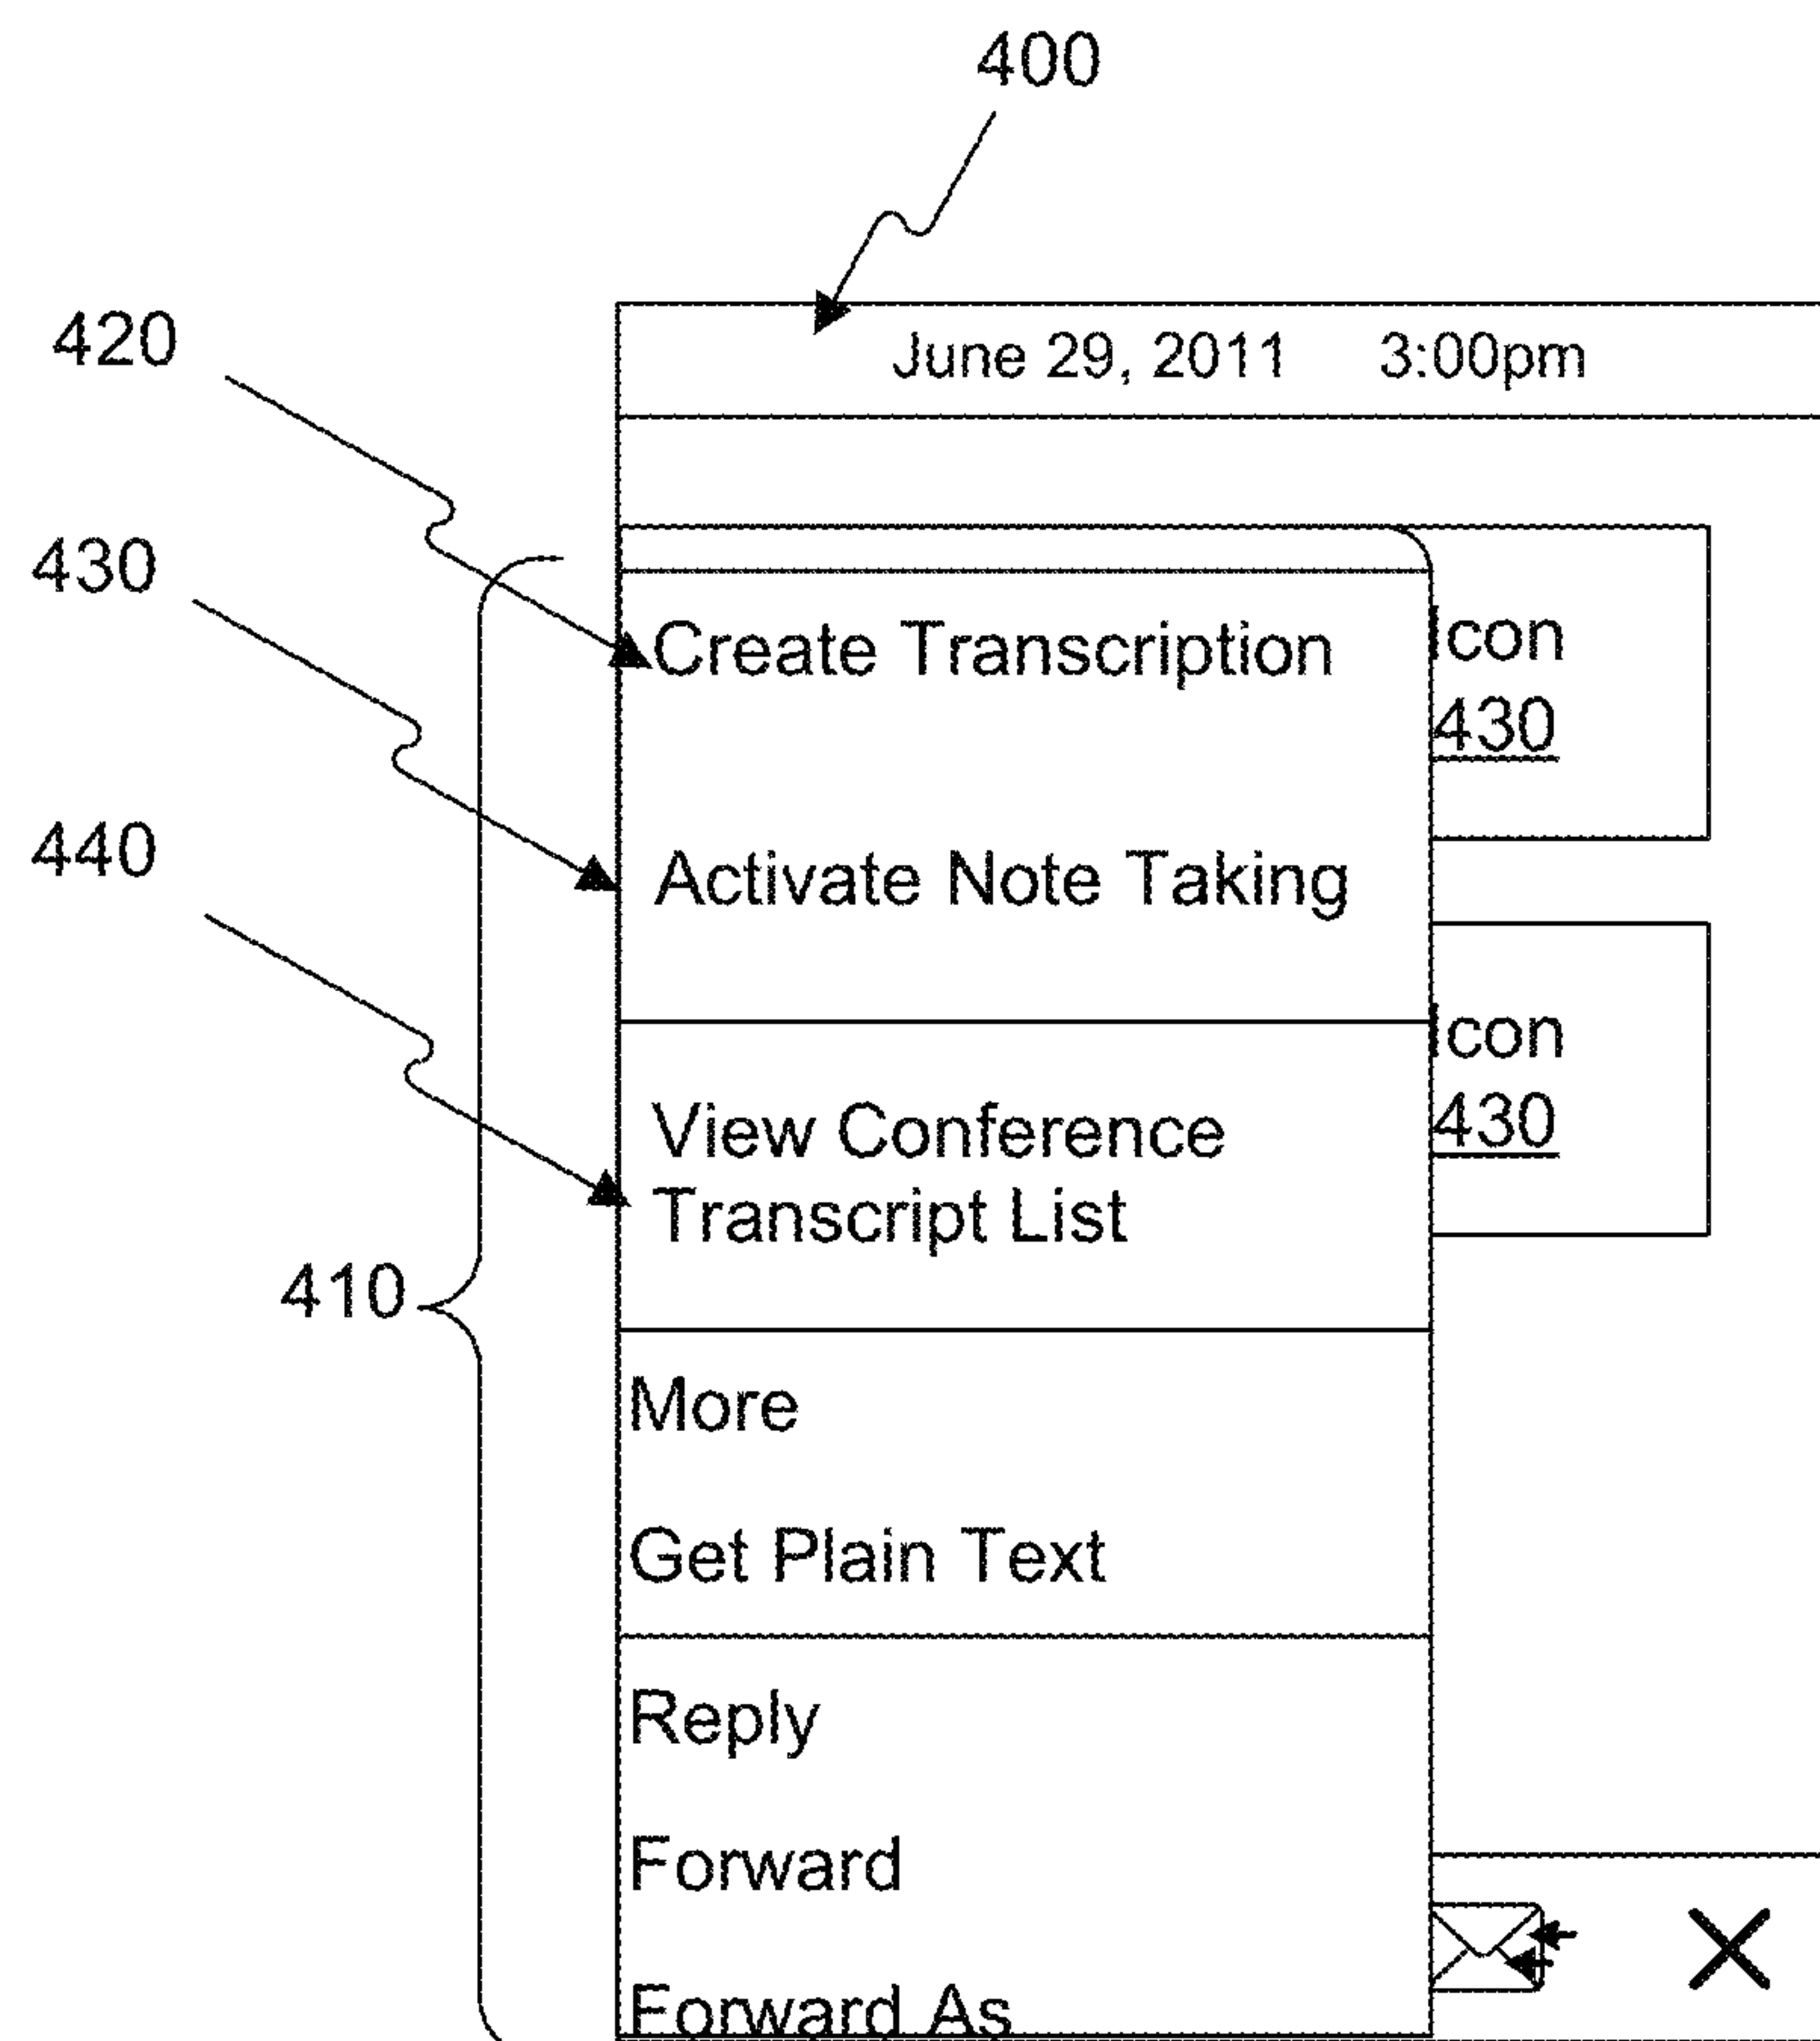 400
420
June 29, 2011 3:00pm
430
Create Transcription
Icon
430
440
Activate Note Taking
View Conference
Transcript List
Icon
430
410
More
Get Plain Text
Reply
Forward
Forward As